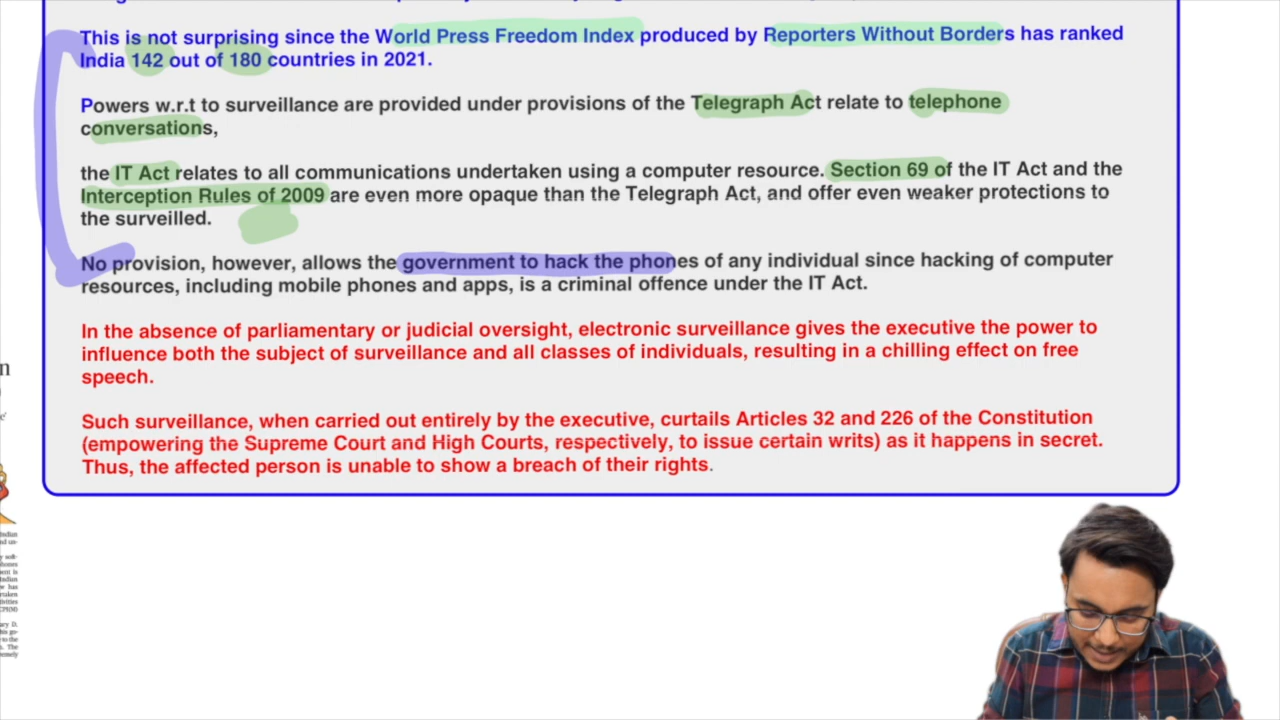 This is not surprising since the World Press Freedom Index produced by Reporters Without Borders has ranked
India 142 out of 180 countries in 2021.
Powers w.r.t to surveillance are provided under provisions of the Telegraph Act relate to telephone
conversations,
the IT Act relates to all communications undertaken using a computer resource. Section 69 of the IT Act and the
Interception Rules of 2009 are even more opaque than the Telegraph Act, and offer even weaker protections to
the surveilled.
No provision, however, allows the government to hack the phones of any individual since hacking of computer
resources, including mobile phones and apps, is a criminal offence under the IT Act.
In the absence of parliamentary or judicial oversight, electronic surveillance gives the executive the power to
influence both the subject of surveillance and all classes of individuals, resulting in a chilling effect on free
speech.
Such surveillance, when carried out entirely by the executive, curtails Articles 32 and 226 of the Constitution
(empowering the Supreme Court and High Courts, respectively, to issue certain writs) as it happens in secret.
Thus, the affected person is unable to show a breach of their rights.